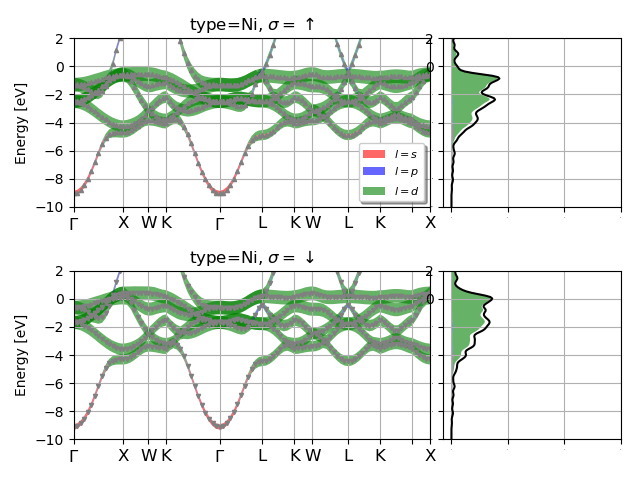 type=Ni, σ = ↑
Energy [eV]
2
0
−2
−4
−6
−8
−10
Γ X W K Γ L K W L K X
l = s
l = p
l = d
2
0
type=Ni, σ = ↓
Energy [eV]
2
0
−2
−4
−6
−8
−10
Γ X W K Γ L K W L K X
2
0